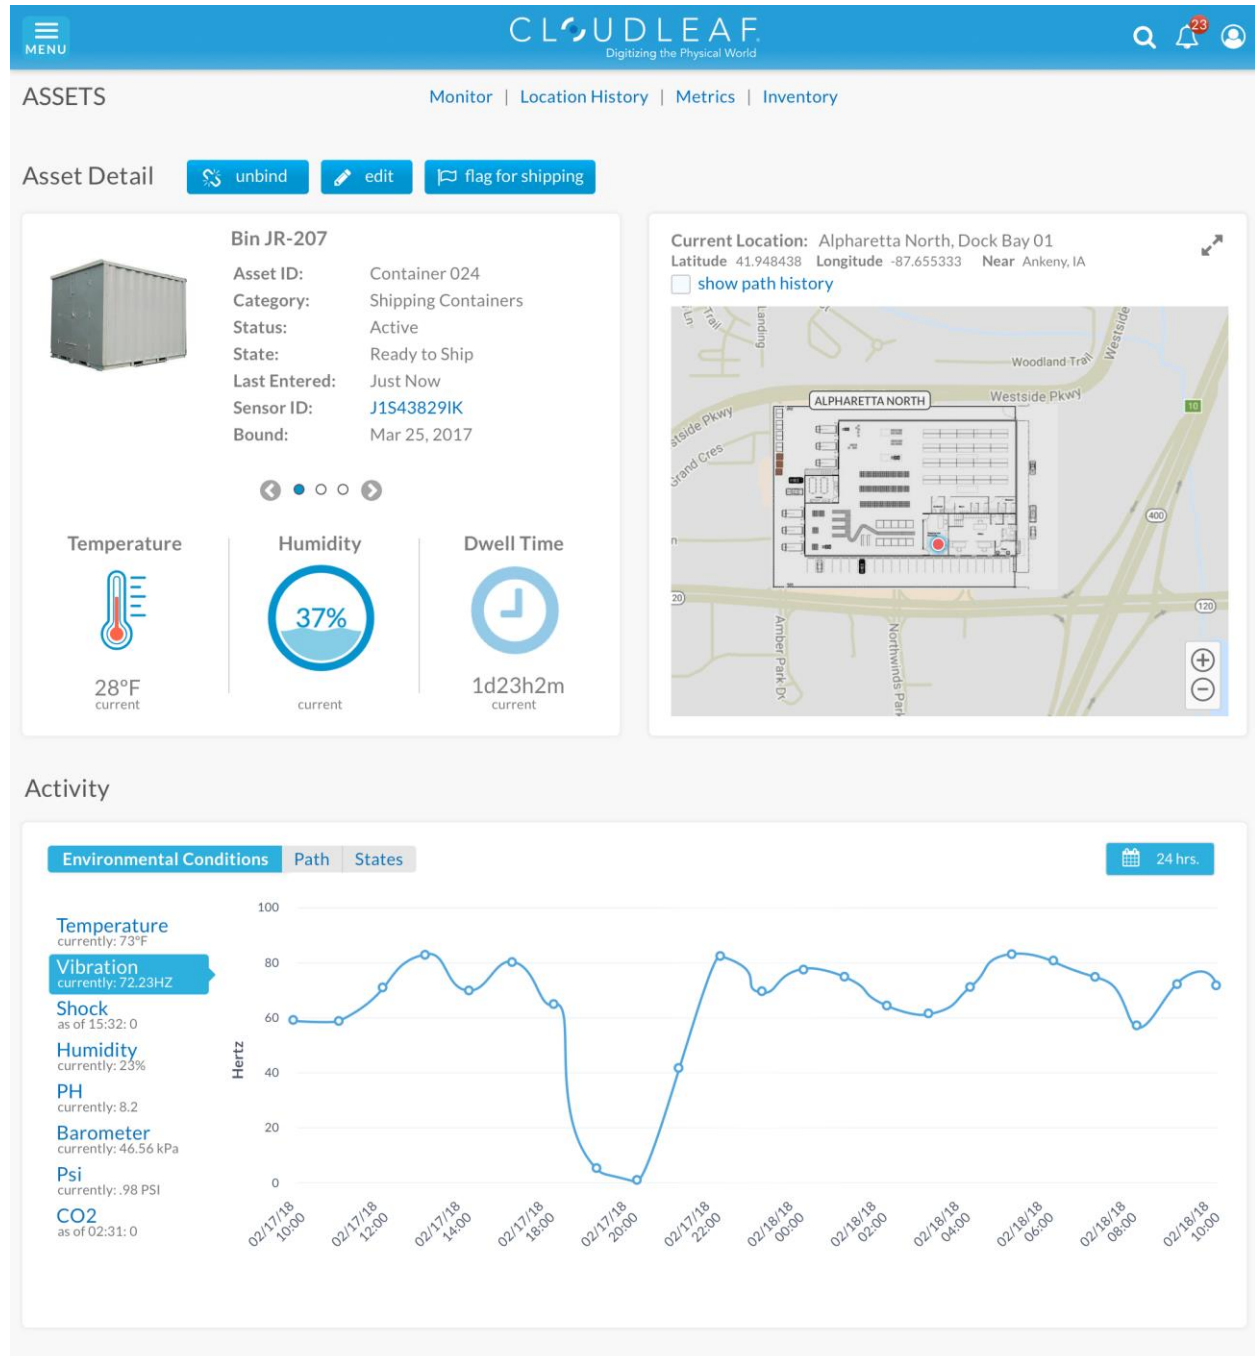 MENU
CLOUDLEAF
Digitizing the Physical World
23
ASSETS
Monitor | Location History | Metrics | Inventory
Asset Detail
unbind
edit
flag for shipping
Bin JR-207
Asset ID: Container 024
Category: Shipping Containers
Status: Active
State: Ready to Ship
Last Entered: Just Now
Sensor ID: J1S43829IK
Bound: Mar 25, 2017
Temperature
28°F
current
Humidity
37%
current
Dwell Time
1d23h2m
current
Current Location: Alpharetta North, Dock Bay 01
Latitude 41.948438 Longitude -87.655333 Near Ankeny, IA
show path history
Trail
Landing
Westside
Woodland Trail
Westside Pkwy
ALPHARETTA NORTH
10
stside Pkwy
Grand Cres
400
20
120
Amber Park Dr
Northwinds Park
Activity
Environmental Conditions
Path
States
24 hrs.
Temperature
currently: 73°F
Vibration
currently: 72.23HZ
Shock
as of 15:32: 0
Humidity
currently: 23%
PH
currently: 8.2
Barometer
currently: 46.56 kPa
Psi
currently: .98 PSI
CO2
as of 02:31: 0
Hertz
100
80
60
40
20
0
02/17/18 10:00
02/17/18 12:00
02/17/18 14:00
02/17/18 18:00
02/17/18 20:00
02/17/18 22:00
02/18/18 00:00
02/18/18 02:00
02/18/18 04:00
02/18/18 06:00
02/18/18 08:00
02/18/18 10:00